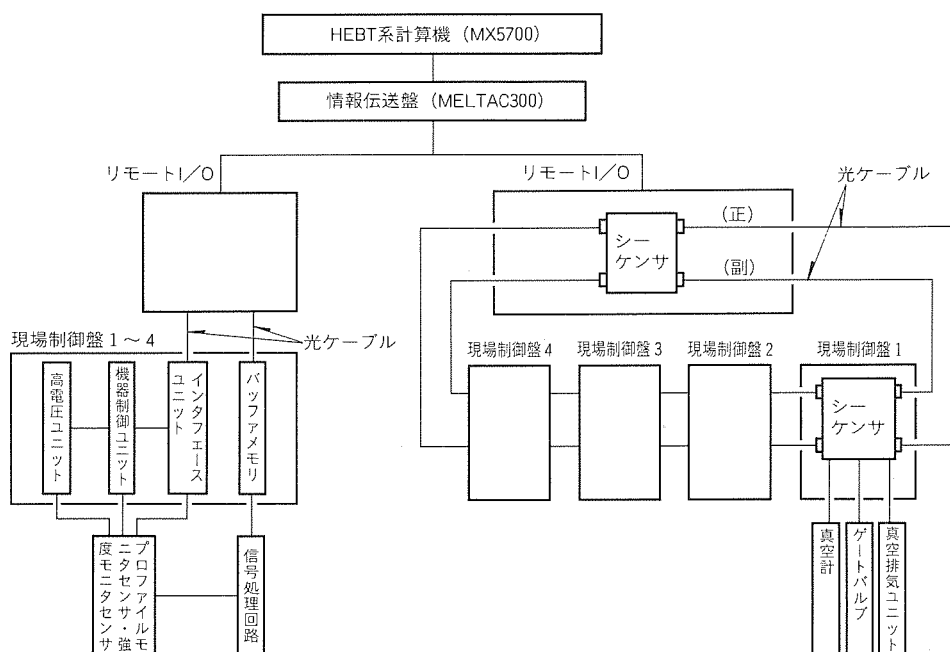 HEBT系計算機（MX5700）
情報伝送盤（MELTAC300）
リモートI／O
リモートI／O
光ケーブル
シー
ケンサ
（正）
（副）
光ケーブル
現場制御盤1～4
高電圧ユニット
機器制御ユニット
インタフェース
ユニット
バッファメモリ
プロファイルモ
ニタセンサ・強
度モニタセンサ
信号処理回路
現場制御盤4
現場制御盤3
現場制御盤2
現場制御盤1
シー
ケンサ
真空計
ゲートバルブ
真空排気ユニット